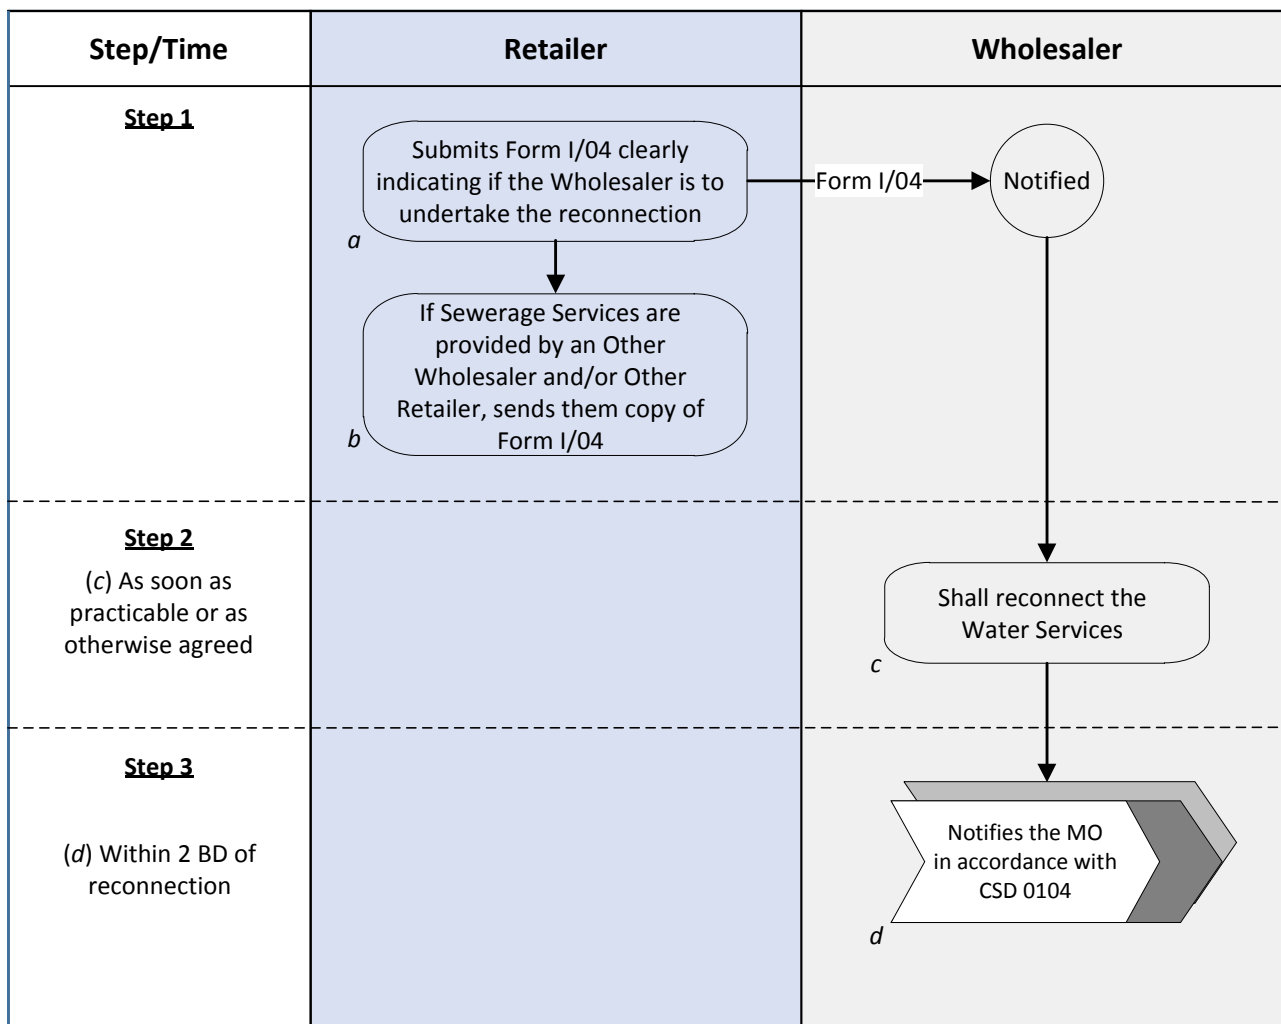 Step/Time
Retailer
Wholesaler
Step 1
Submits Form I/04 clearly
indicating if the Wholesaler is to
undertake the reconnection
a
Form I/04
Notified
If Sewerage Services are
provided by an Other
Wholesaler and/or Other
Retailer, sends them copy of
Form I/04
b
Step 2
(c) As soon as
practicable or as
otherwise agreed
Shall reconnect the
Water Services
c
Step 3
(d) Within 2 BD of
reconnection
Notifies the MO
in accordance with
CSD 0104
d